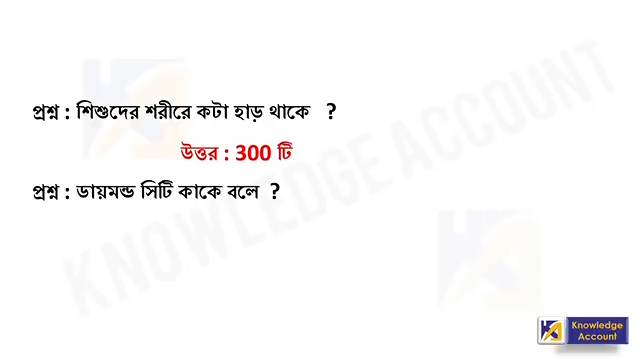 প্রশ্ন : শিশুদের শরীরে কটা হাড় থাকে ?
উত্তর : 300 টি
প্রশ্ন : ডায়মন্ড সিটি কাকে বলে ?
KNOWLEDGE ACCOUNT
Knowledge
Account